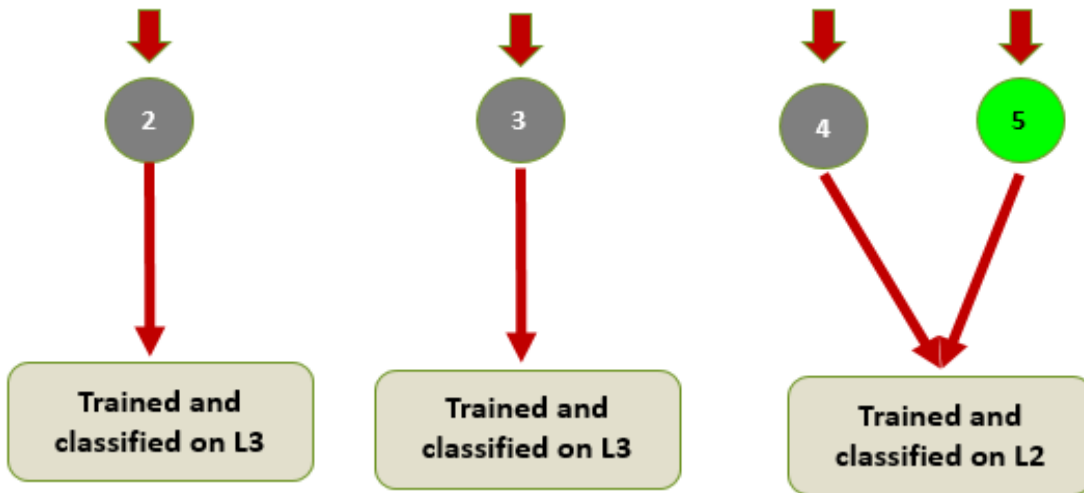 2
3
4
5
Trained and
classified on L3
Trained and
classified on L3
Trained and
classified on L2